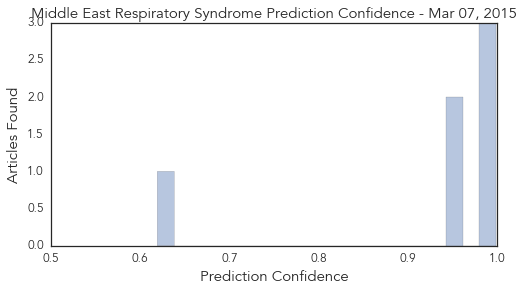 Middle East Respiratory Syndrome Prediction Confidence - Mar 07, 2015
3.0
2.5
2.0
1.5
1.0
0.5
0.0
Articles Found
0.5 0.6 0.7 0.8 0.9 1.0
Prediction Confidence